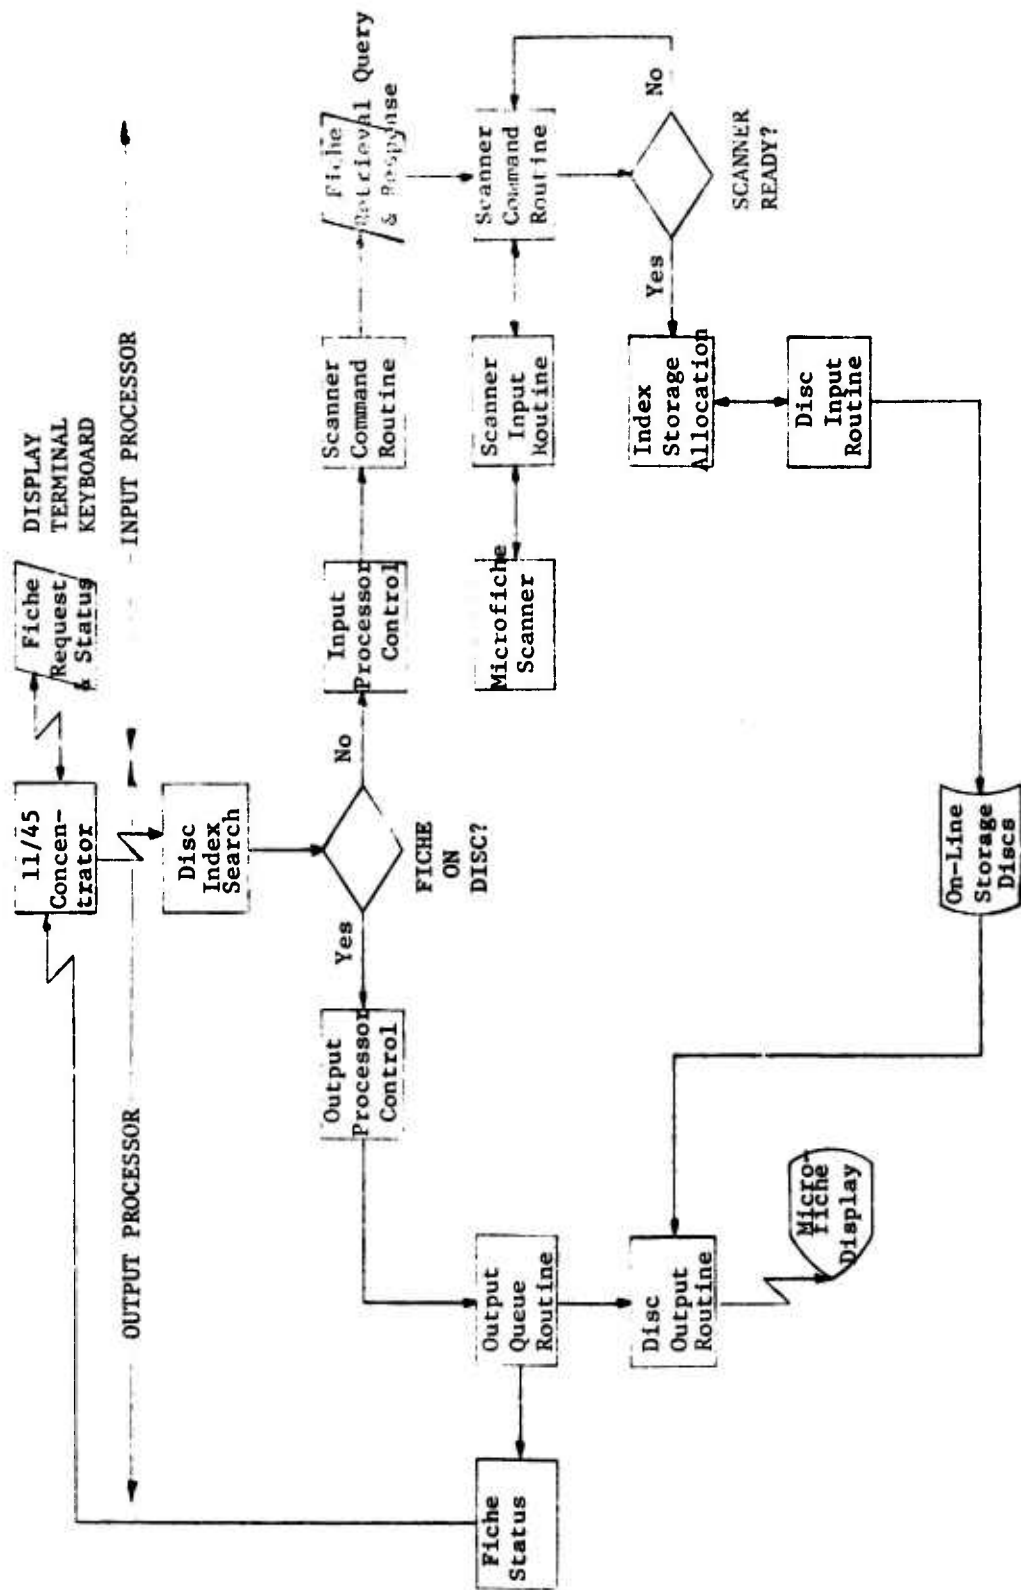 11/45
Concen-
trator
Fiche
Request
& Status
DISPLAY
TERMINAL
KEYBOARD
OUTPUT PROCESSOR
INPUT PROCESSOR
Disc
Index
Search
Yes
No
FICHE
ON
DISC?
Output
Processor
Control
Input
Processor
Control
Scanner
Command
Routine
Fiche
Retrieval Query
& Response
Fiche
Status
Output
Queue
Routine
Microfiche
Scanner
Scanner
Input
Routine
Scanner
Command
Routine
Disc
Output
Routine
Yes
No
Index
Storage
Allocation
SCANNER
READY?
Micro-
fiche
Display
Disc
Input
Routine
On-Line
Storage
Discs